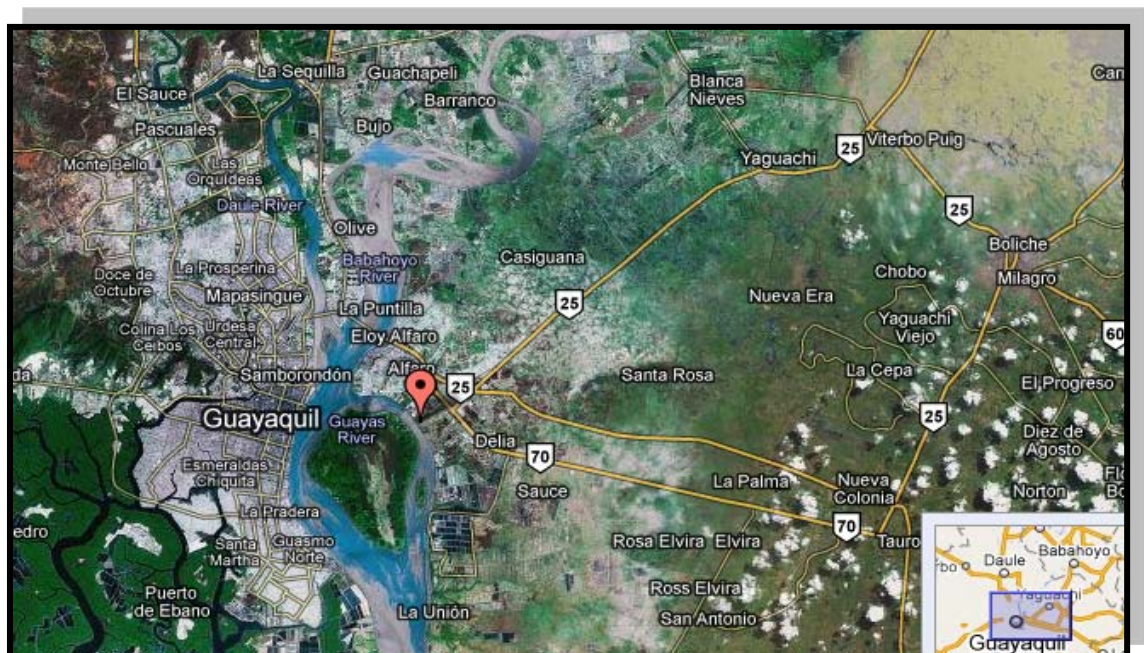 La Sequilla
Guachapeli
El Sauce
Blanca
Nieves
Barranco
Pascuales
Bujo
25
Viterbo Puig
Monte Bello
Las
Orquideas
Yaguachi
Daule River
25
Olive
Boliche
Babahoyo
River
Casiguana
La Prosperina
Doce de
Octubre
Chobo
Milagro
Mapasingue
La Puntilla
25
Nueva Era
Colina Los
Ceibos
Urdesa
Central
Eloy Alfaro
Yaguachi
Viejo
60
da
Samborondón
Alfaro
25
Santa Rosa
La Cepa
El Progreso
Guayaquil
Guayas
River
25
Delia
Diez de
Agosto
70
Esmeraldas
Chiquita
Sauce
La Palma
Nueva
Colonia
Norton
La Pradera
70
edro
Santa
Martha
Guasmo
Norte
Rosa Elvira
Elvira
Tauro
Daule
Babahoyo
rbo
Puerto
de Ebano
Ross Elvira
San Antonio
La Unión
Yaguachi
Guayaquil